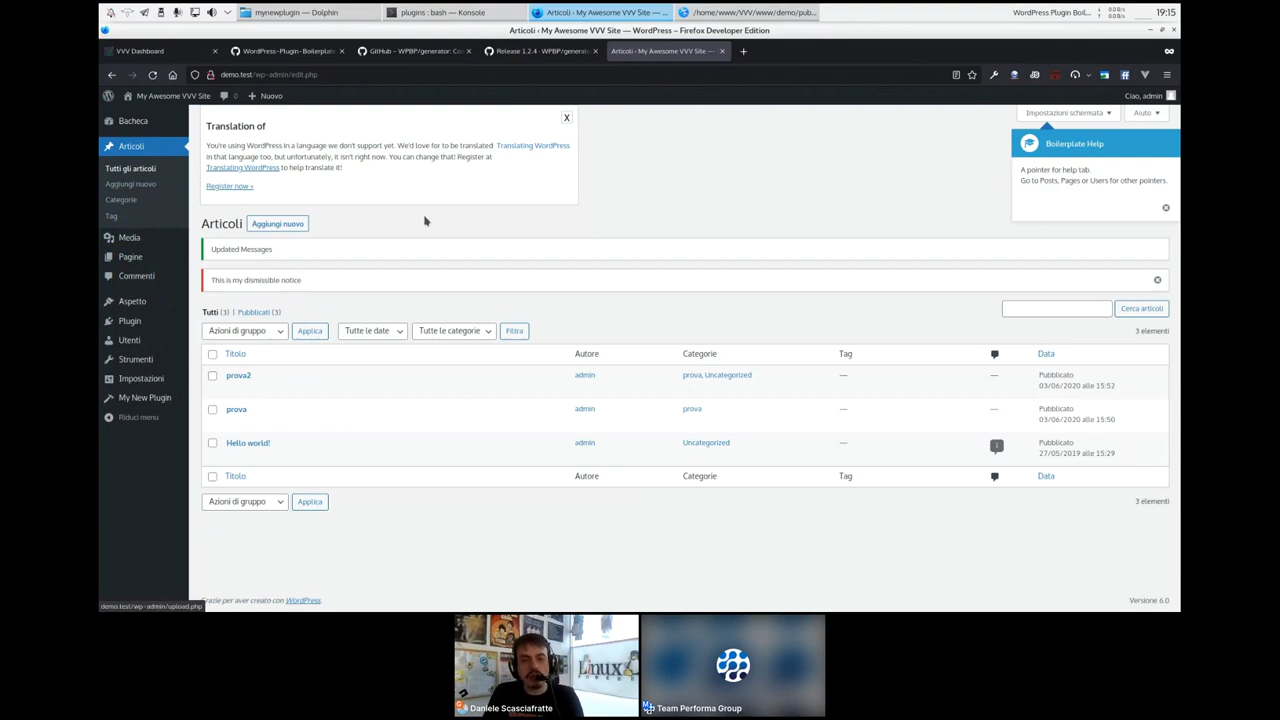 mynewplugin — Dolphin
plugins : bash — Konsole
Articoli ‹ My Awesome VVV Site — ...
/home/www/VVV/www/demo/pub...
WordPress Plugin Boil...
19:15
Articoli ‹ My Awesome VVV Site — WordPress – Firefox Developer Edition
VVV Dashboard
WordPress-Plugin-Boilerplate
GitHub - WPBP/generator: Co
Release 1.2.4 · WPBP/generato
Articoli ‹ My Awesome VVV Site —
demo.test/wp-admin/edit.php
My Awesome VVV Site
0
Nuovo
Ciao, admin
Bacheca
Articoli
Tutti gli articoli
Aggiungi nuovo
Categorie
Tag
Media
Pagine
Commenti
Aspetto
Plugin
Utenti
Strumenti
Impostazioni
My New Plugin
Riduci menu
demo.test/wp-admin/upload.php
Impostazioni schermata
Aiuto
Translation of
X
You're using WordPress in a language we don't support yet. We'd love for to be translated Translating WordPress
in that language too, but unfortunately, it isn't right now. You can change that! Register at
Translating WordPress to help translate it!
Register now »
Boilerplate Help
A pointer for help tab.
Go to Posts, Pages or Users for other pointers.
Articoli
Aggiungi nuovo
Updated Messages
This is my dismissible notice
Tutti (3) | Pubblicati (3)
Cerca articoli
Azioni di gruppo
Applica
Tutte le date
Tutte le categorie
Filtra
3 elementi
Titolo
Autore
Categorie
Tag
Data
prova2
admin
prova, Uncategorized
—
—
Pubblicato
03/06/2020 alle 15:52
prova
admin
prova
—
—
Pubblicato
03/06/2020 alle 15:50
Hello world!
admin
Uncategorized
—
1
Pubblicato
27/05/2019 alle 15:29
Titolo
Autore
Categorie
Tag
Data
Azioni di gruppo
Applica
3 elementi
Grazie per aver creato con WordPress.
Versione 6.0
Linux
POWERED
Daniele Scasciafratte
Team Performa Group